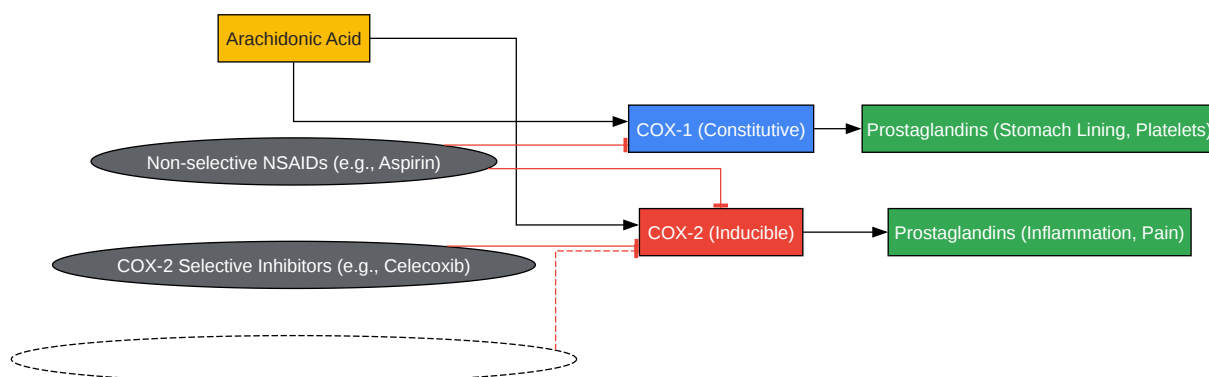 Arachidonic Acid
COX-1 (Constitutive)
Prostaglandins (Stomach Lining, Platelets)
Non-selective NSAIDs (e.g., Aspirin)
COX-2 (Inducible)
Prostaglandins (Inflammation, Pain)
COX-2 Selective Inhibitors (e.g., Celecoxib)